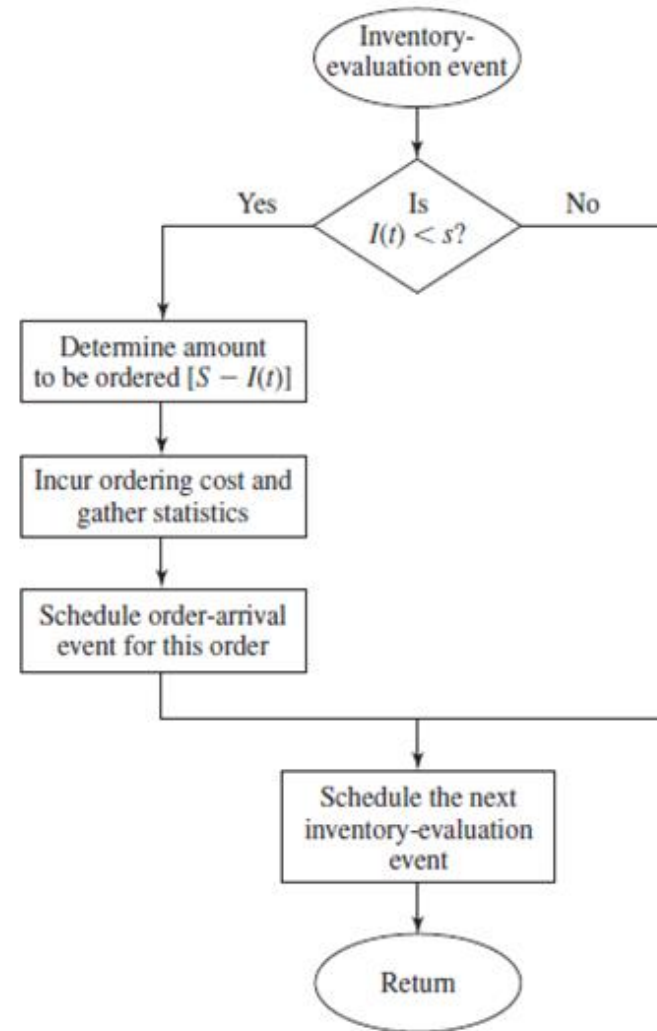 Inventory-
evaluation event
Is
I(t) < s?
Yes
No
Determine amount
to be ordered [S − I(t)]
Incur ordering cost and
gather statistics
Schedule order-arrival
event for this order
Schedule the next
inventory-evaluation
event
Return